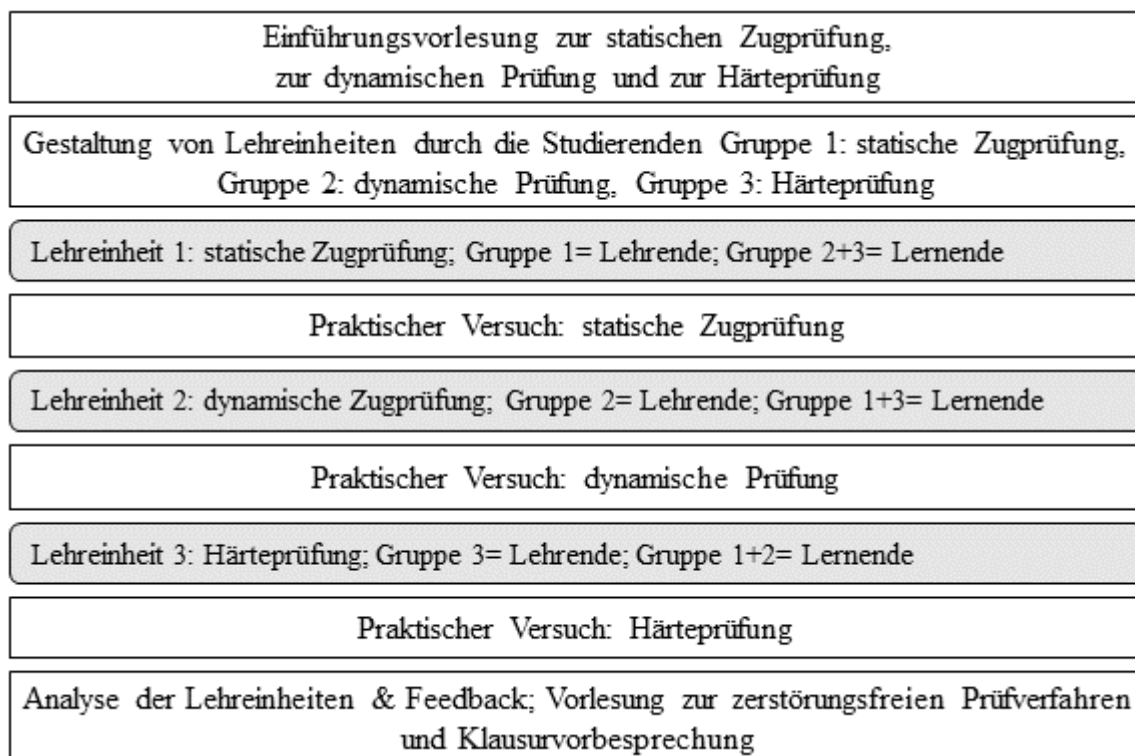 Einführungsvorlesung zur statischen Zugprüfung,
zur dynamischen Prüfung und zur Härteprüfung
Gestaltung von Lehreinheiten durch die Studierenden Gruppe 1: statische Zugprüfung,
Gruppe 2: dynamische Prüfung, Gruppe 3: Härteprüfung
Lehreinheit 1: statische Zugprüfung; Gruppe 1= Lehrende; Gruppe 2+3= Lernende
Praktischer Versuch: statische Zugprüfung
Lehreinheit 2: dynamische Zugprüfung; Gruppe 2= Lehrende; Gruppe 1+3= Lernende
Praktischer Versuch: dynamische Prüfung
Lehreinheit 3: Härteprüfung; Gruppe 3= Lehrende; Gruppe 1+2= Lernende
Praktischer Versuch: Härteprüfung
Analyse der Lehreinheiten & Feedback; Vorlesung zur zerstörungsfreien Prüfverfahren
und Klausurvorbesprechung